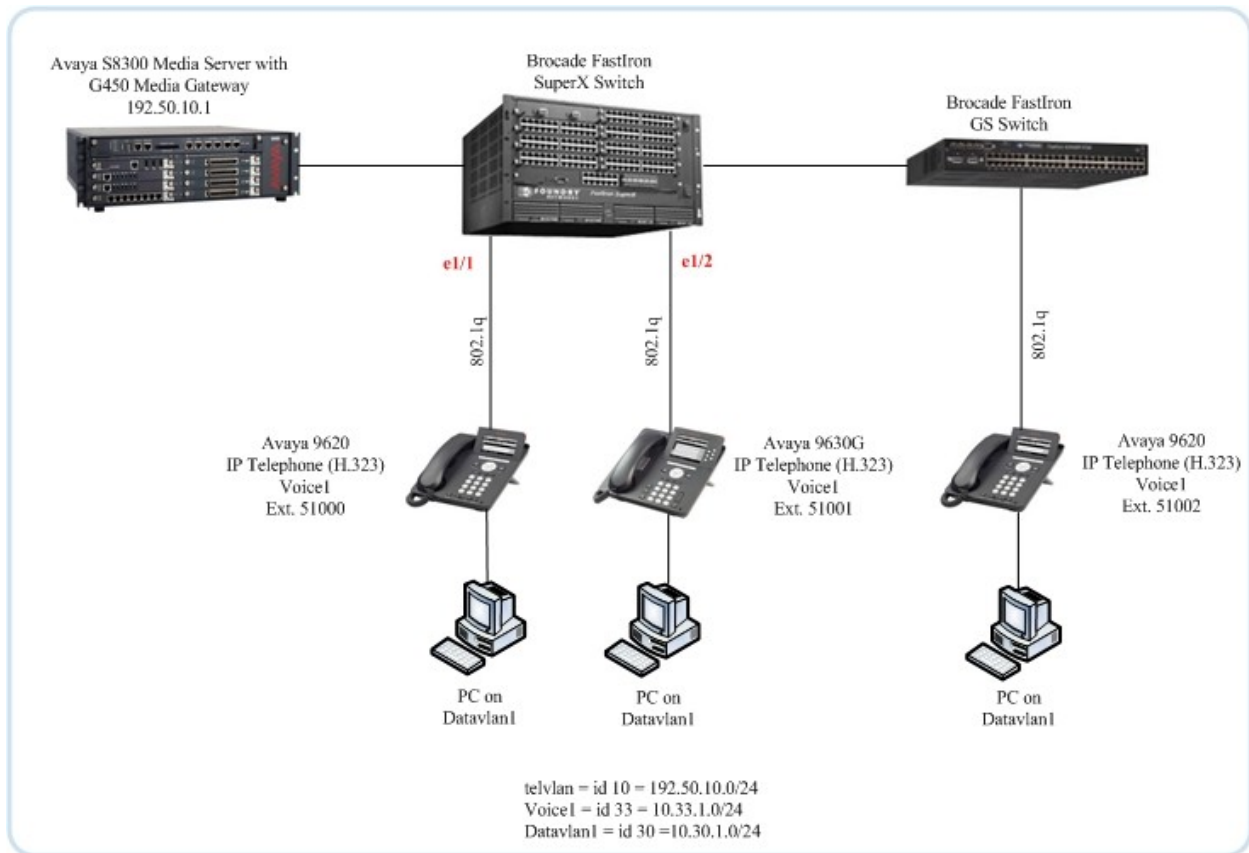 Avaya S8300 Media Server with
G450 Media Gateway
192.50.10.1
Brocade FastIron
SuperX Switch
Brocade FastIron
GS Switch
FOUNDRY
NETWORKS
FastIron SuperX
e1/1
e1/2
802.1q
802.1q
802.1q
Avaya 9620
IP Telephone (H.323)
Voice1
Ext. 51000
Avaya 9630G
IP Telephone (H.323)
Voice1
Ext. 51001
Avaya 9620
IP Telephone (H.323)
Voice1
Ext. 51002
PC on
Datavlan1
PC on
Datavlan1
PC on
Datavlan1
telvlan = id 10 = 192.50.10.0/24
Voice1 = id 33 = 10.33.1.0/24
Datavlan1 = id 30 =10.30.1.0/24